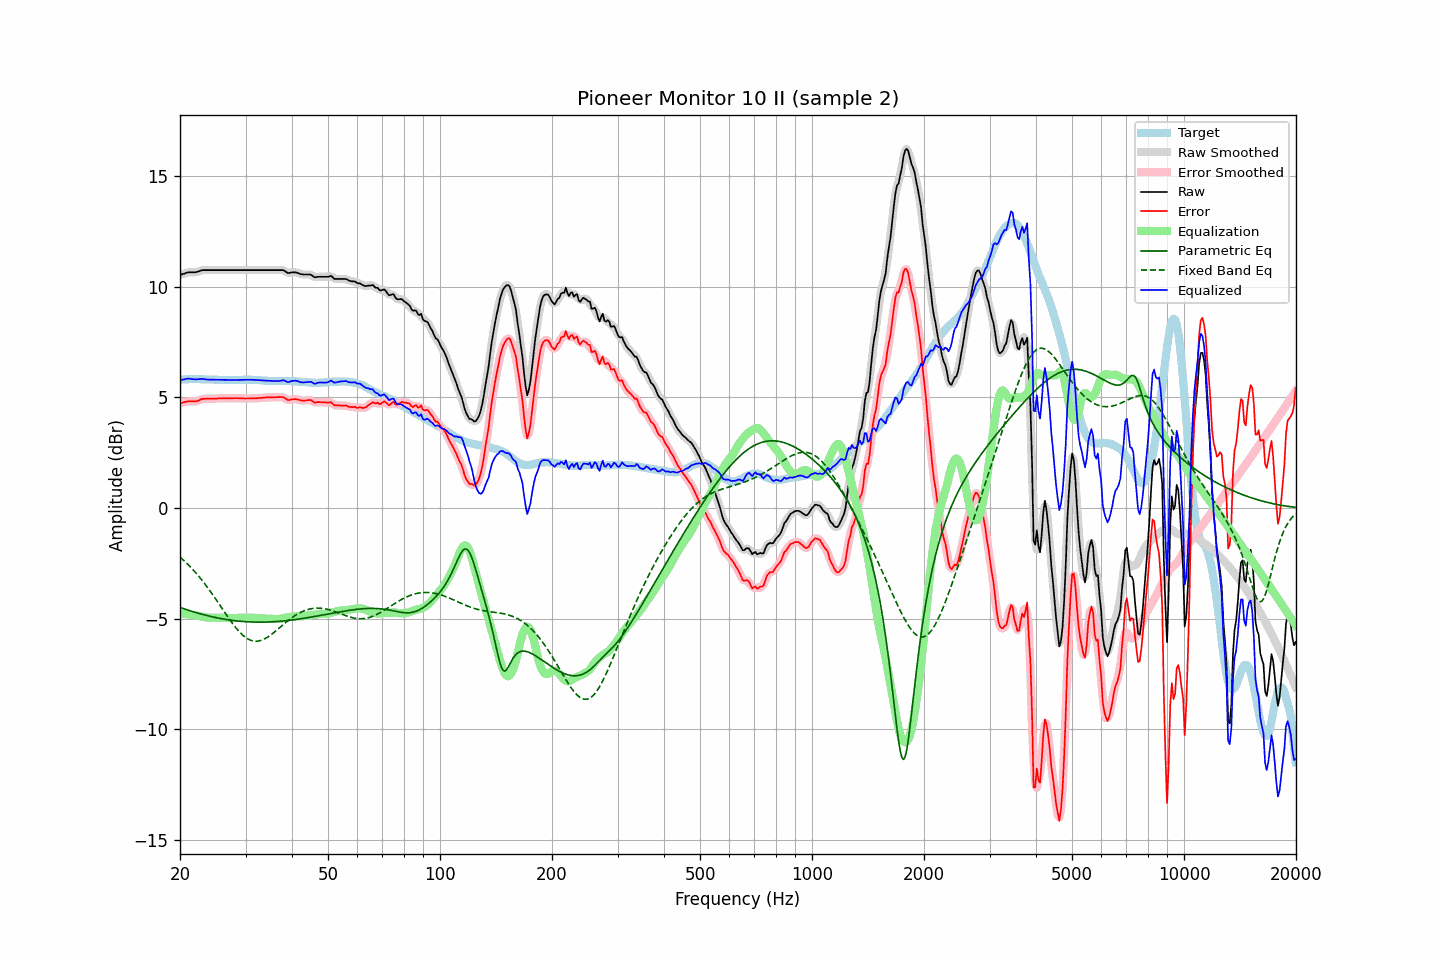 Pioneer Monitor 10 II (sample 2)
Target
Raw Smoothed
Error Smoothed
Raw
Error
Equalization
Parametric Eq
Fixed Band Eq
Equalized
Amplitude (dBr)
15
10
5
0
−5
−10
−15
20
50
100
200
500
1000
2000
5000
10000
20000
Frequency (Hz)